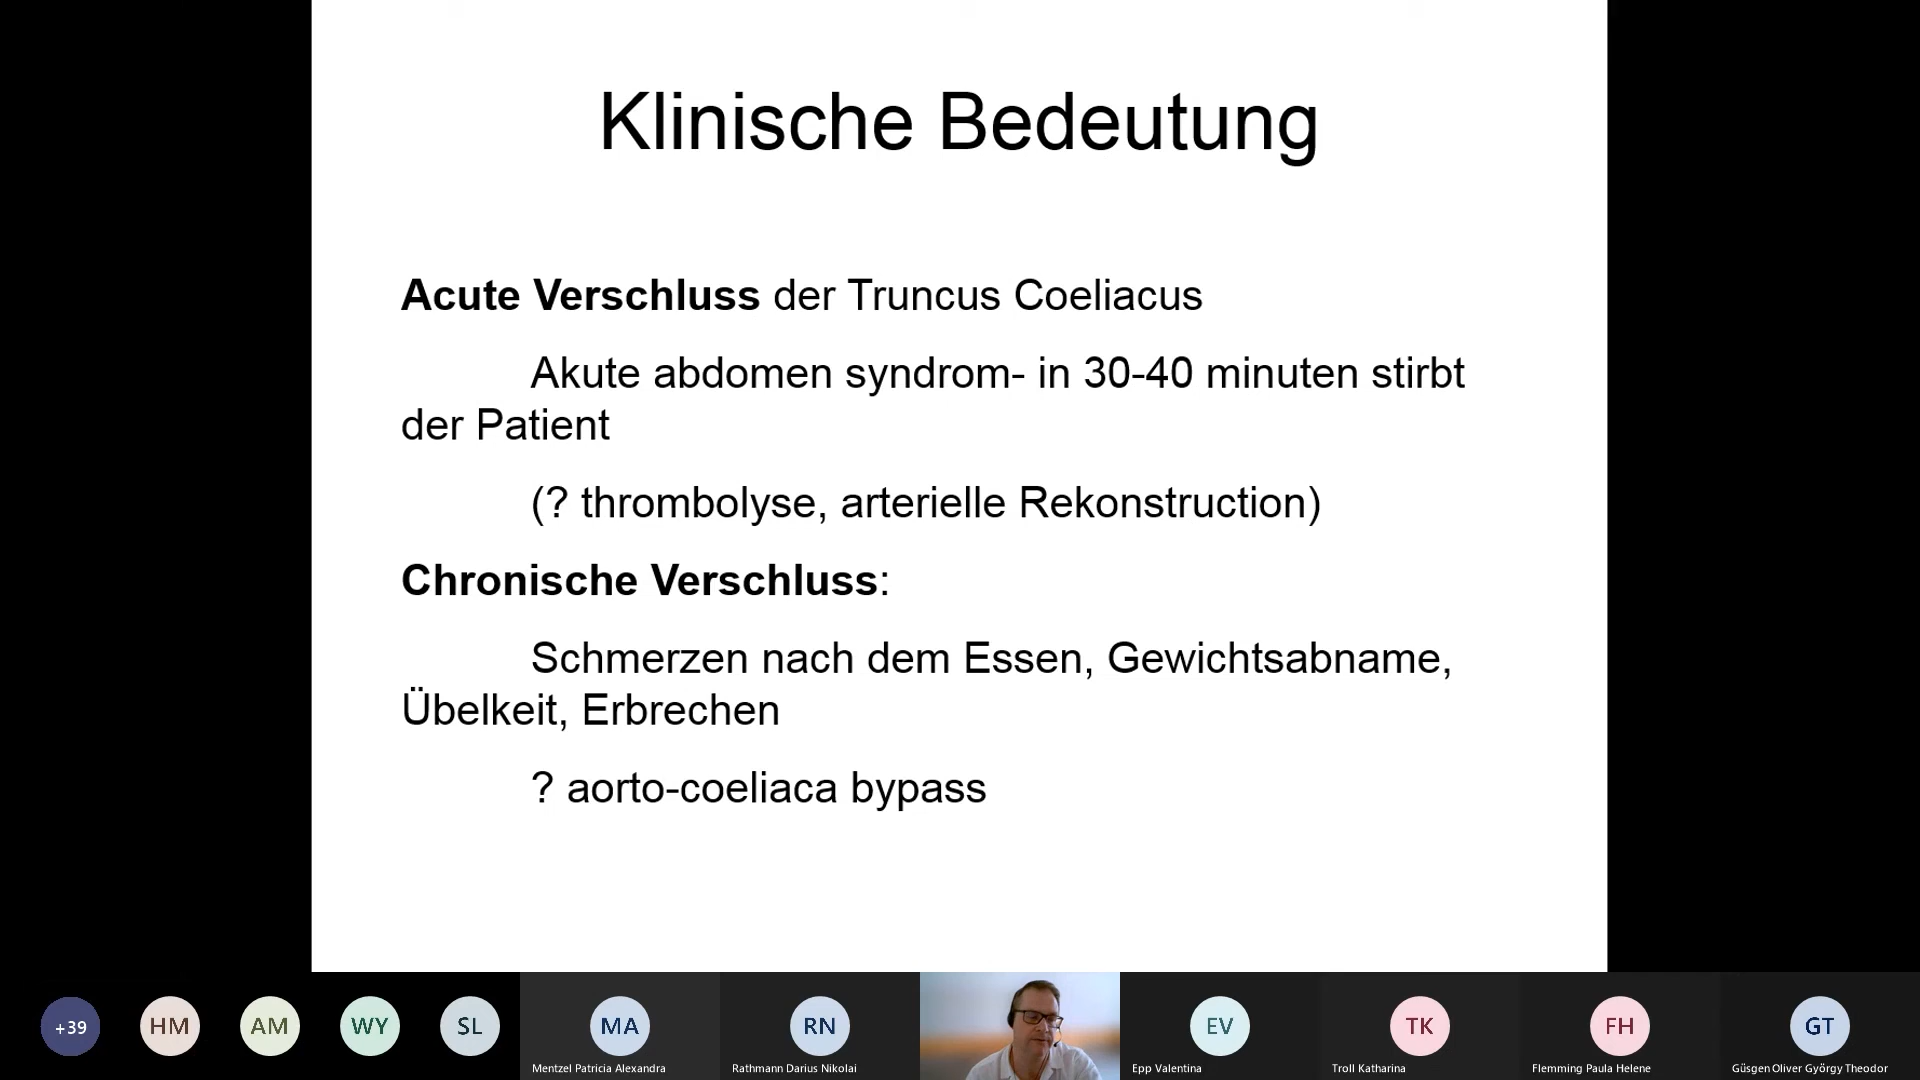 Klinische Bedeutung
Acute Verschluss der Truncus Coeliacus
Akute abdomen syndrom- in 30-40 minuten stirbt
der Patient
(? thrombolyse, arterielle Rekonstruction)
Chronische Verschluss:
Schmerzen nach dem Essen, Gewichtsabname,
Übelkeit, Erbrechen
? aorto-coeliaca bypass
+39
HM
AM
WY
SL
MA
RN
EV
TK
FH
GT
Mentzel Patricia Alexandra
Rathmann Darius Nikolai
Epp Valentina
Troll Katharina
Flemming Paula Helene
Güsgen Oliver György Theodor